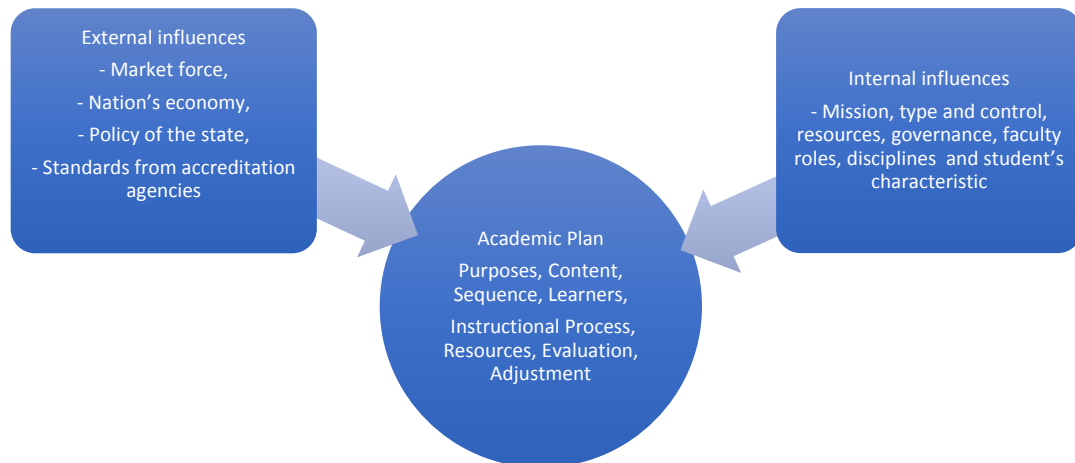 External influences
- Market force,
- Nation’s economy,
- Policy of the state,
- Standards from accreditation
agencies
Internal influences
- Mission, type and control,
resources, governance, faculty
roles, disciplines  and student’s
characteristic
Academic Plan
Purposes, Content,
Sequence, Learners,
Instructional Process,
Resources, Evaluation,
Adjustment